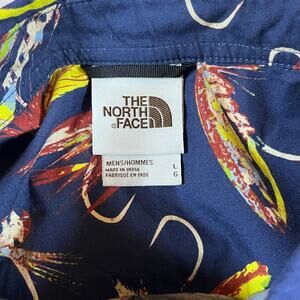 THE
NORTH
FACE
MENS/HOMMES L
MADE IN INDIA G
FABRIQUÉ EN INDE